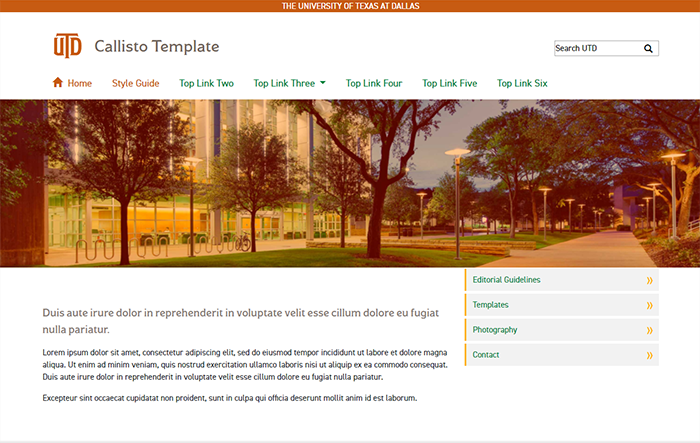 THE UNIVERSITY OF TEXAS AT DALLAS
UTD Callisto Template
Search UTD
Home Style Guide Top Link Two Top Link Three Top Link Four Top Link Five Top Link Six
Editorial Guidelines »
Templates »
Photography »
Contact »
Duis aute irure dolor in reprehenderit in voluptate velit esse cillum dolore eu fugiat
nulla pariatur.
Lorem ipsum dolor sit amet, consectetur adipiscing elit, sed do eiusmod tempor incididunt ut labore et dolore magna
aliqua. Ut enim ad minim veniam, quis nostrud exercitation ullamco laboris nisi ut aliquip ex ea commodo consequat.
Duis aute irure dolor in reprehenderit in voluptate velit esse cillum dolore eu fugiat nulla pariatur.
Excepteur sint occaecat cupidatat non proident, sunt in culpa qui officia deserunt mollit anim id est laborum.